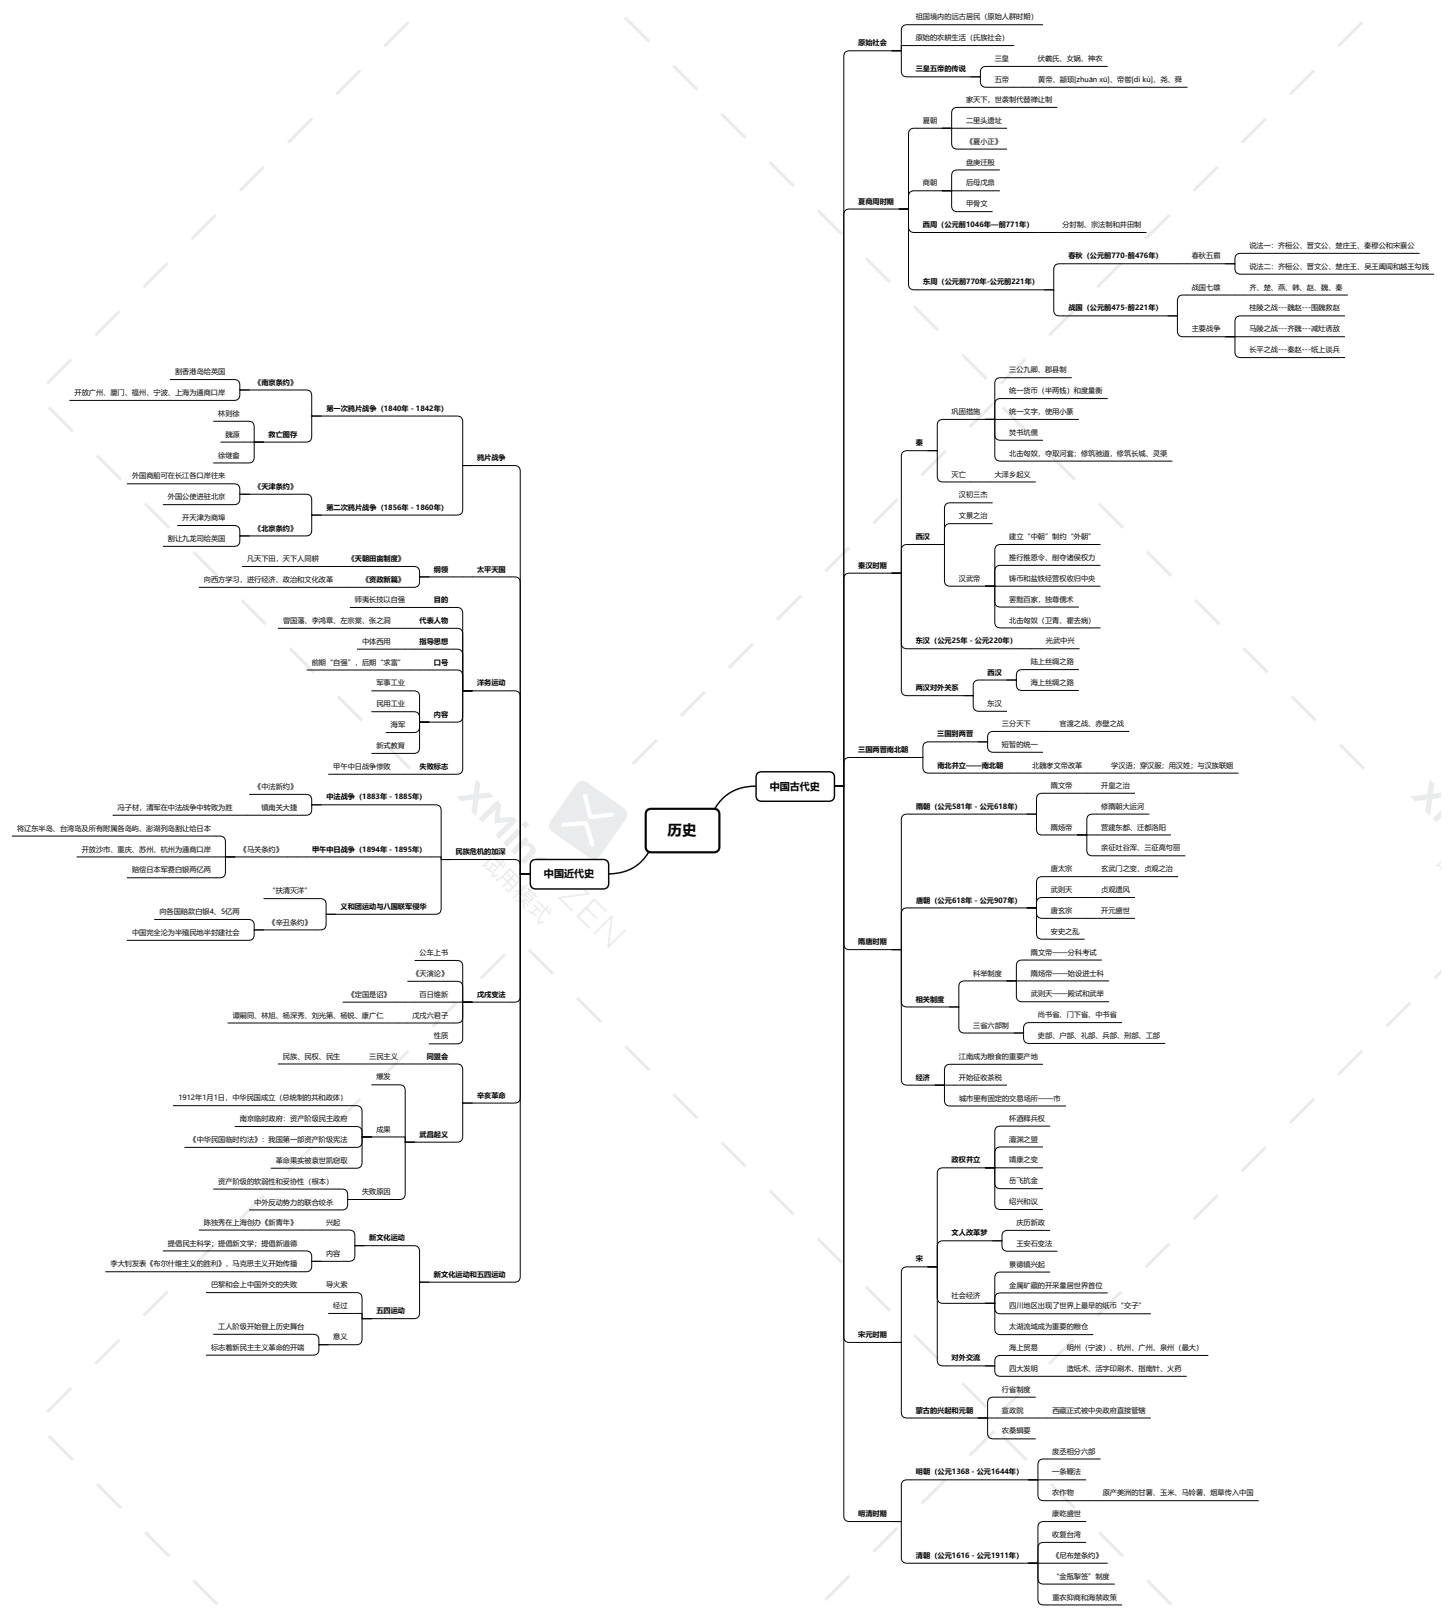 历史
中国古代史
原始社会
祖国境内的远古居民（原始人群时期）
原始的农耕生活（氏族社会）
三皇五帝的传说
三皇 伏羲氏、女娲、神农
五帝 黄帝、颛顼[zhuān xū]、帝喾[dì kù]、尧、舜
夏商周时期
夏朝
家天下，世袭制代替禅让制
二里头遗址
《夏小正》
商朝
盘庚迁殷
后母戊鼎
甲骨文
西周（公元前1046年—前771年） 分封制、宗法制和井田制
东周（公元前770年-公元前221年）
春秋（公元前770-前476年） 春秋五霸
说法一：齐桓公、晋文公、楚庄王、秦穆公和宋襄公
说法二：齐桓公、晋文公、楚庄王、吴王阖闾和越王勾践
战国（公元前475-前221年）
战国七雄 齐、楚、燕、韩、赵、魏、秦
主要战争
桂陵之战---魏赵---围魏救赵
马陵之战---齐魏---减灶诱敌
长平之战---秦赵---纸上谈兵
秦汉时期
秦
巩固措施
三公九卿、郡县制
统一货币（半两钱）和度量衡
统一文字，使用小篆
焚书坑儒
北击匈奴，夺取河套；修筑驰道，修筑长城、灵渠
灭亡 大泽乡起义
西汉
汉初三杰
文景之治
汉武帝
建立“中朝”制约“外朝”
推行推恩令、削夺诸侯权力
铸币和盐铁经营权收归中央
罢黜百家，独尊儒术
北击匈奴（卫青、霍去病）
东汉（公元25年 - 公元220年） 光武中兴
两汉对外关系
西汉
陆上丝绸之路
海上丝绸之路
东汉
三国两晋南北朝
三国到两晋
三分天下 官渡之战、赤壁之战
短暂的统一
南北并立——南北朝 北魏孝文帝改革 学汉语；穿汉服；用汉姓；与汉族联姻
隋唐时期
隋朝（公元581年 - 公元618年）
隋文帝 开皇之治
隋炀帝
修隋朝大运河
营建东都、迁都洛阳
亲征吐谷浑、三征高句丽
唐朝（公元618年 - 公元907年）
唐太宗 玄武门之变、贞观之治
武则天 贞观遗风
唐玄宗 开元盛世
安史之乱
相关制度
科举制度
隋文帝——分科考试
隋炀帝——始设进士科
武则天——殿试和武举
三省六部制
尚书省、门下省、中书省
吏部、户部、礼部、兵部、刑部、工部
经济
江南成为粮食的重要产地
开始征收茶税
城市里有固定的交易场所——市
宋元时期
宋
政权并立
杯酒释兵权
澶渊之盟
靖康之变
岳飞抗金
绍兴和议
文人改革梦
庆历新政
王安石变法
社会经济
景德镇兴起
金属矿藏的开采量居世界首位
四川地区出现了世界上最早的纸币“交子”
太湖流域成为重要的粮仓
对外交流
海上贸易 明州（宁波）、杭州、广州、泉州（最大）
四大发明 造纸术、活字印刷术、指南针、火药
蒙古的兴起和元朝
行省制度
宣政院 西藏正式被中央政府直接管辖
农桑辑要
明清时期
明朝（公元1368 - 公元1644年）
废丞相分六部
一条鞭法
农作物 原产美洲的甘薯、玉米、马铃薯、烟草传入中国
清朝（公元1616 - 公元1911年）
康乾盛世
收复台湾
《尼布楚条约》
“金瓶掣签”制度
重农抑商和海禁政策
中国近代史
鸦片战争
第一次鸦片战争（1840年 - 1842年）
《南京条约》
割香港岛给英国
开放广州、厦门、福州、宁波、上海为通商口岸
救亡图存
林则徐
魏源
徐继畲
第二次鸦片战争（1856年 - 1860年）
《天津条约》
外国商船可在长江各口岸往来
外国公使进驻北京
《北京条约》
开天津为商埠
割让九龙司给英国
太平天国
纲领
《天朝田亩制度》 凡天下田，天下人同耕
《资政新篇》 向西方学习，进行经济、政治和文化改革
洋务运动
目的 师夷长技以自强
代表人物 曾国藩、李鸿章、左宗棠、张之洞
指导思想 中体西用
口号 前期“自强”，后期“求富”
内容
军事工业
民用工业
海军
新式教育
失败标志 甲午中日战争惨败
民族危机的加深
中法战争（1883年 - 1885年）
《中法新约》
镇南关大捷 冯子材，清军在中法战争中转败为胜
甲午中日战争（1894年 - 1895年）
《马关条约》
将辽东半岛、台湾岛及所有附属各岛屿、澎湖列岛割让给日本
开放沙市、重庆、苏州、杭州为通商口岸
赔偿日本军费白银两亿两
义和团运动与八国联军侵华
“扶清灭洋”
《辛丑条约》
向各国赔款白银4、5亿两
中国完全沦为半殖民地半封建社会
戊戌变法
公车上书
《天演论》
百日维新 《定国是诏》
戊戌六君子 谭嗣同、林旭、杨深秀、刘光第、杨锐、康广仁
性质
辛亥革命
同盟会 三民主义 民族、民权、民生
武昌起义
爆发
成果
1912年1月1日，中华民国成立（总统制的共和政体）
南京临时政府：资产阶级民主政府
《中华民国临时约法》：我国第一部资产阶级宪法
革命果实被袁世凯窃取
失败原因
资产阶级的软弱性和妥协性（根本）
中外反动势力的联合绞杀
新文化运动和五四运动
新文化运动
兴起 陈独秀在上海创办《新青年》
内容
提倡民主科学；提倡新文学；提倡新道德
李大钊发表《布尔什维主义的胜利》，马克思主义开始传播
五四运动
导火索 巴黎和会上中国外交的失败
经过
意义
工人阶级开始登上历史舞台
标志着新民主主义革命的开端
XMind ZEN
试用模式